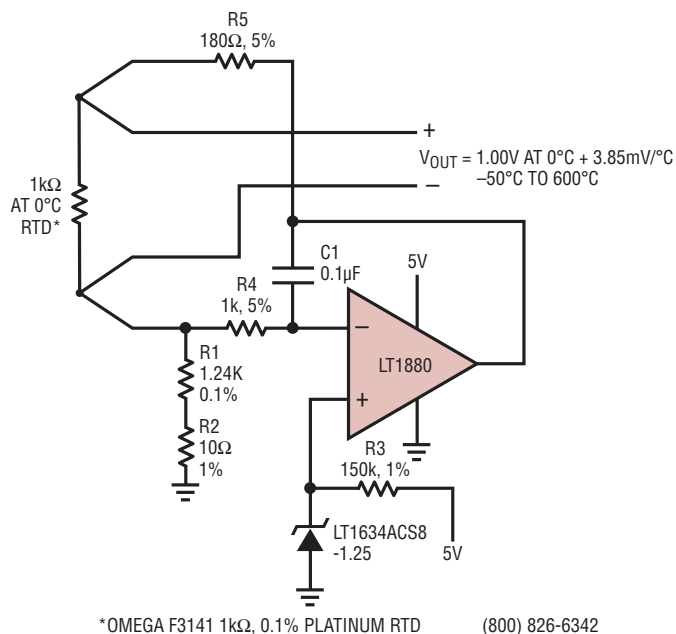 R5
180Ω, 5%
+
VOUT = 1.00V AT 0°C + 3.85mV/°C
–50°C TO 600°C
−
1kΩ
AT 0°C
RTD*
C1
0.1µF
5V
R4
1k, 5%
−
LT1880
+
R1
1.24K
0.1%
R2
10Ω
1%
R3
150k, 1%
LT1634ACS8
-1.25
5V
*OMEGA F3141 1kΩ, 0.1% PLATINUM RTD (800) 826-6342